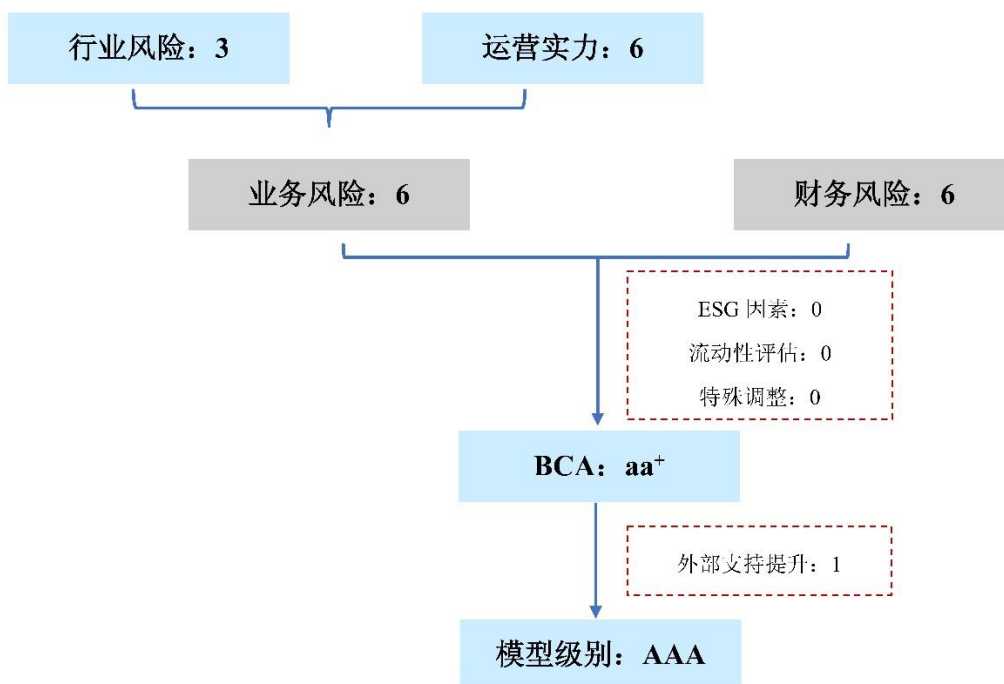 行业风险：3
运营实力：6
业务风险：6
财务风险：6
ESG 因素：0
流动性评估：0
特殊调整：0
BCA：aa⁺
外部支持提升：1
模型级别：AAA